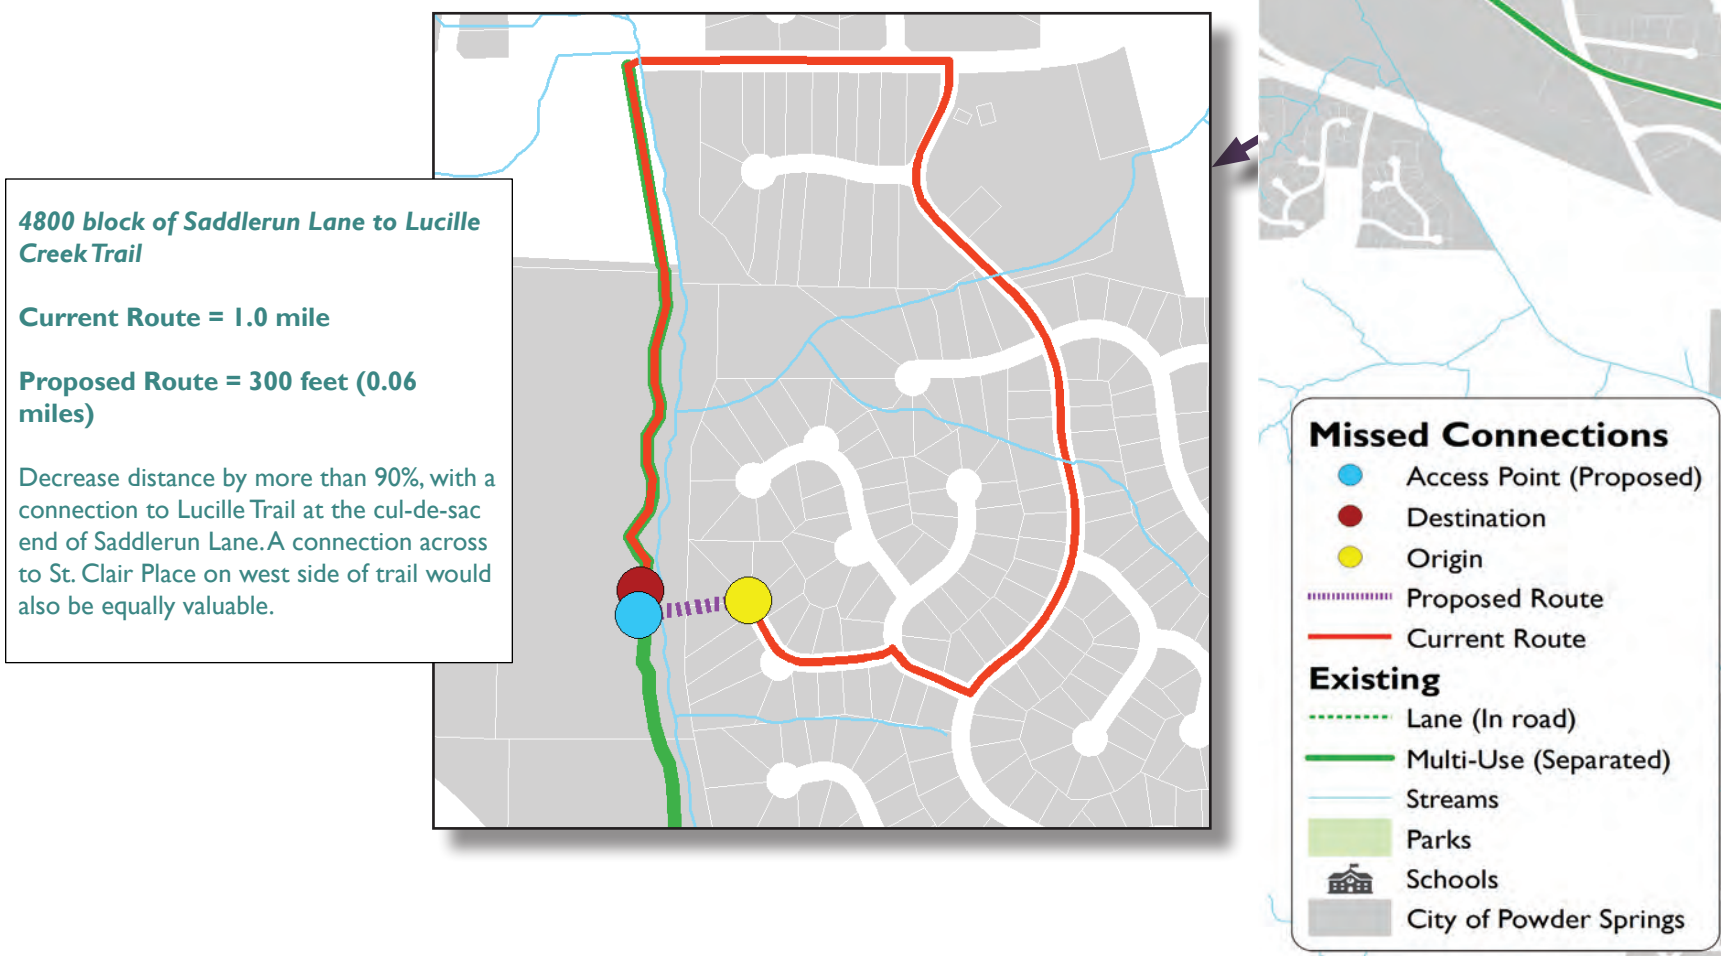 4800 block of Saddlerun Lane to Lucille
Creek Trail
Current Route = 1.0 mile
Proposed Route = 300 feet (0.06
miles)
Decrease distance by more than 90%, with a
connection to Lucille Trail at the cul-de-sac
end of Saddlerun Lane. A connection across
to St. Clair Place on west side of trail would
also be equally valuable.
Missed Connections
Access Point (Proposed)
Destination
Origin
Proposed Route
Current Route
Existing
Lane (In road)
Multi-Use (Separated)
Streams
Parks
Schools
City of Powder Springs